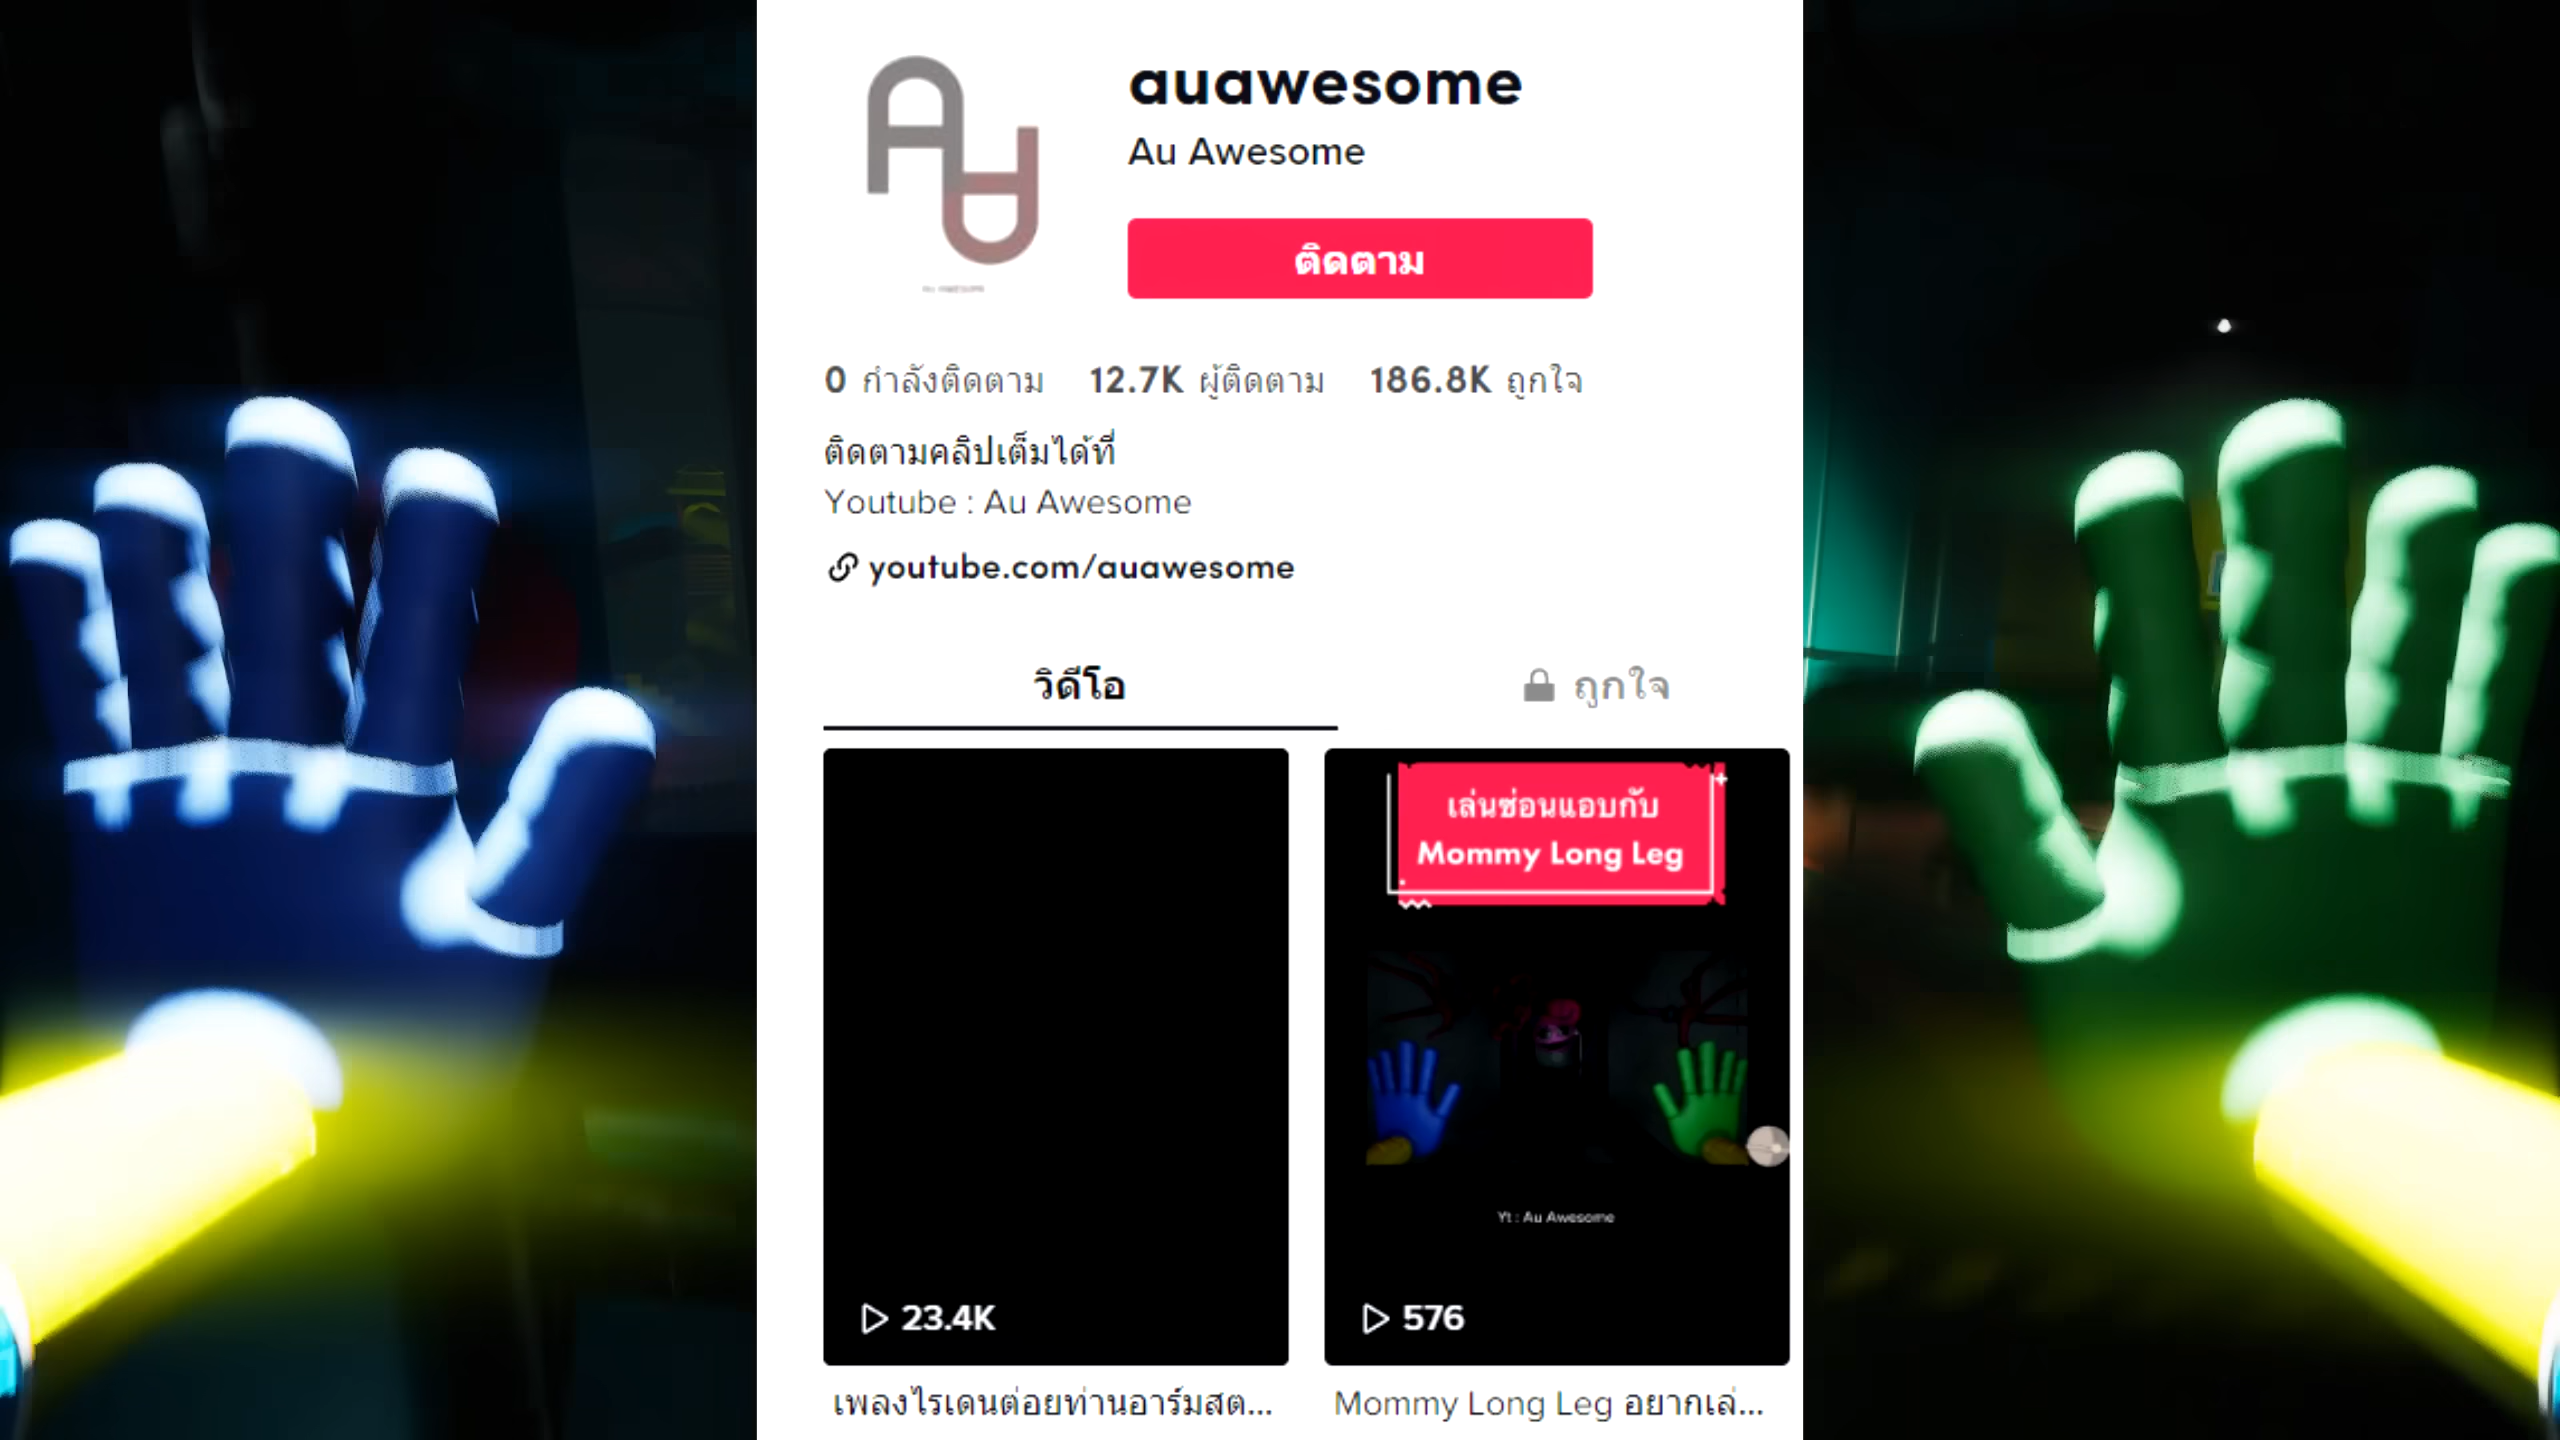 auawesome
Au Awesome
ติดตาม
0 กำลังติดตาม 12.7K ผู้ติดตาม 186.8K ถูกใจ
ติดตามคลิปเต็มได้ที่
Youtube : Au Awesome
youtube.com/auawesome
วิดีโอ ถูกใจ
เล่นซ่อนแอบกับ
Mommy Long Leg
Yt : Au Awesome
23.4K 576
เพลงไรเดนต่อยท่านอาร์มสต... Mommy Long Leg อยากเล่...